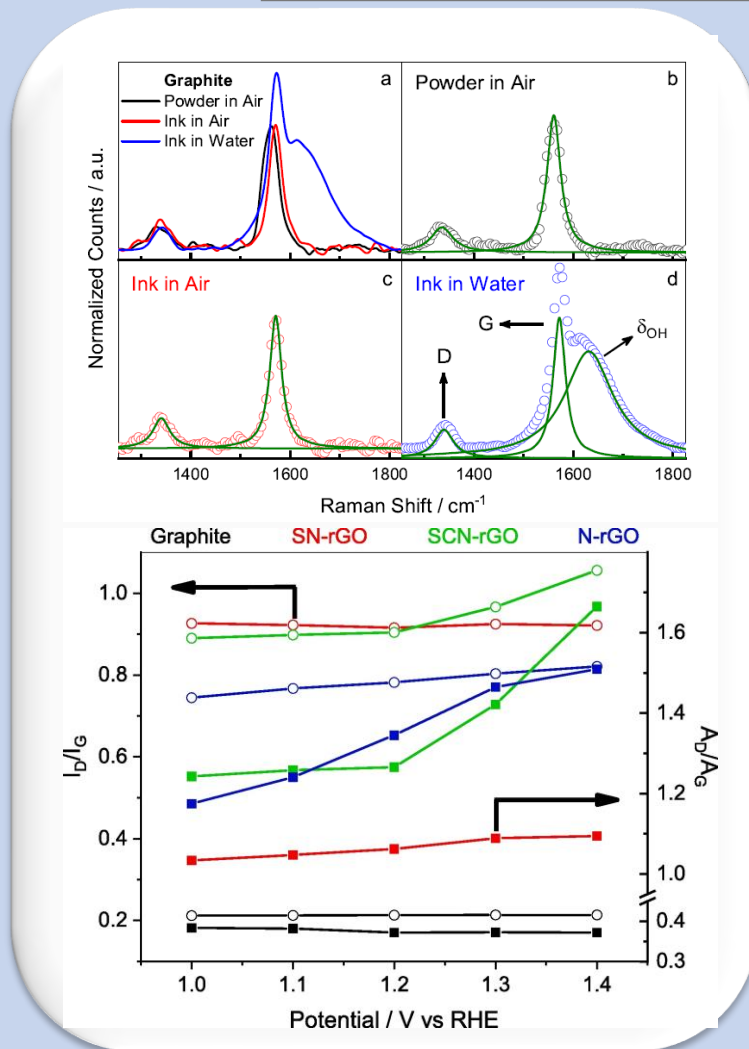 Graphite
Powder in Air
Ink in Air
Ink in Water
a
Powder in Air
b
Ink in Air
c
Ink in Water
d
D
G
δOH
Normalized Counts / a.u.
1400
1600
1800
1400
1600
1800
Raman Shift / cm⁻¹
Graphite SN-rGO SCN-rGO N-rGO
1.0
0.8
0.6
0.4
0.2
ID/IG
1.6
1.4
1.2
1.0
0.4
0.3
AD/AG
1.0
1.1
1.2
1.3
1.4
Potential / V vs RHE